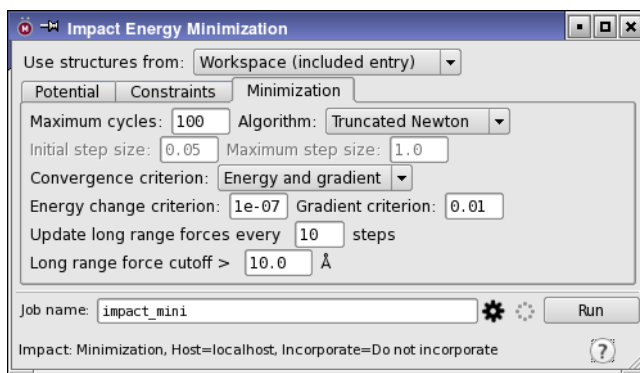 Impact Energy Minimization
Use structures from: Workspace (included entry)
Potential Constraints Minimization
Maximum cycles: 100 Algorithm: Truncated Newton
Initial step size: 0.05 Maximum step size: 1.0
Convergence criterion: Energy and gradient
Energy change criterion: 1e-07 Gradient criterion: 0.01
Update long range forces every 10 steps
Long range force cutoff > 10.0 Å
Job name: impact_mini Run
Impact: Minimization, Host=localhost, Incorporate=Do not incorporate ?